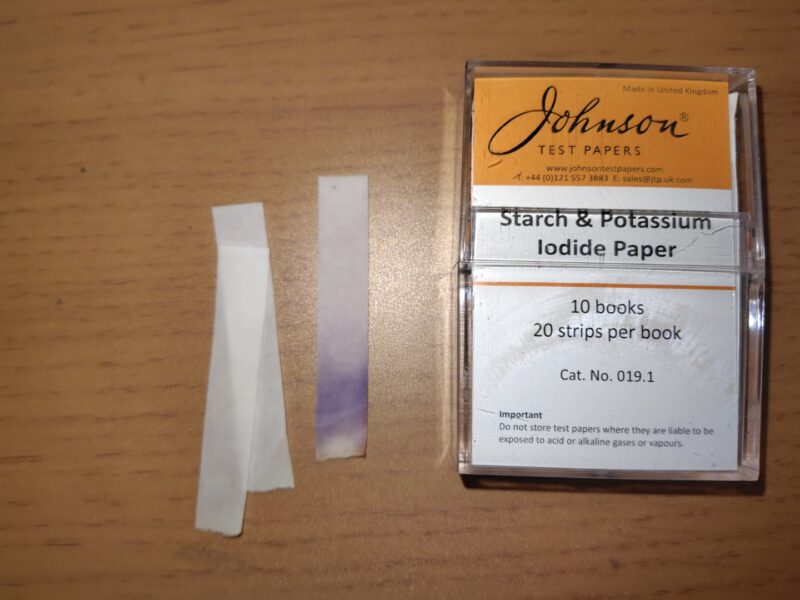 Made in United Kingdom
Johnson®
TEST PAPERS
www.johnsontestpapers.com
T: +44 (0)121 557 3883 E: sales@jtp.uk.com
Starch & Potassium
Iodide Paper
10 books
20 strips per book
Cat. No. 019.1
Important
Do not store test papers where they are liable to be
exposed to acid or alkaline gases or vapours.